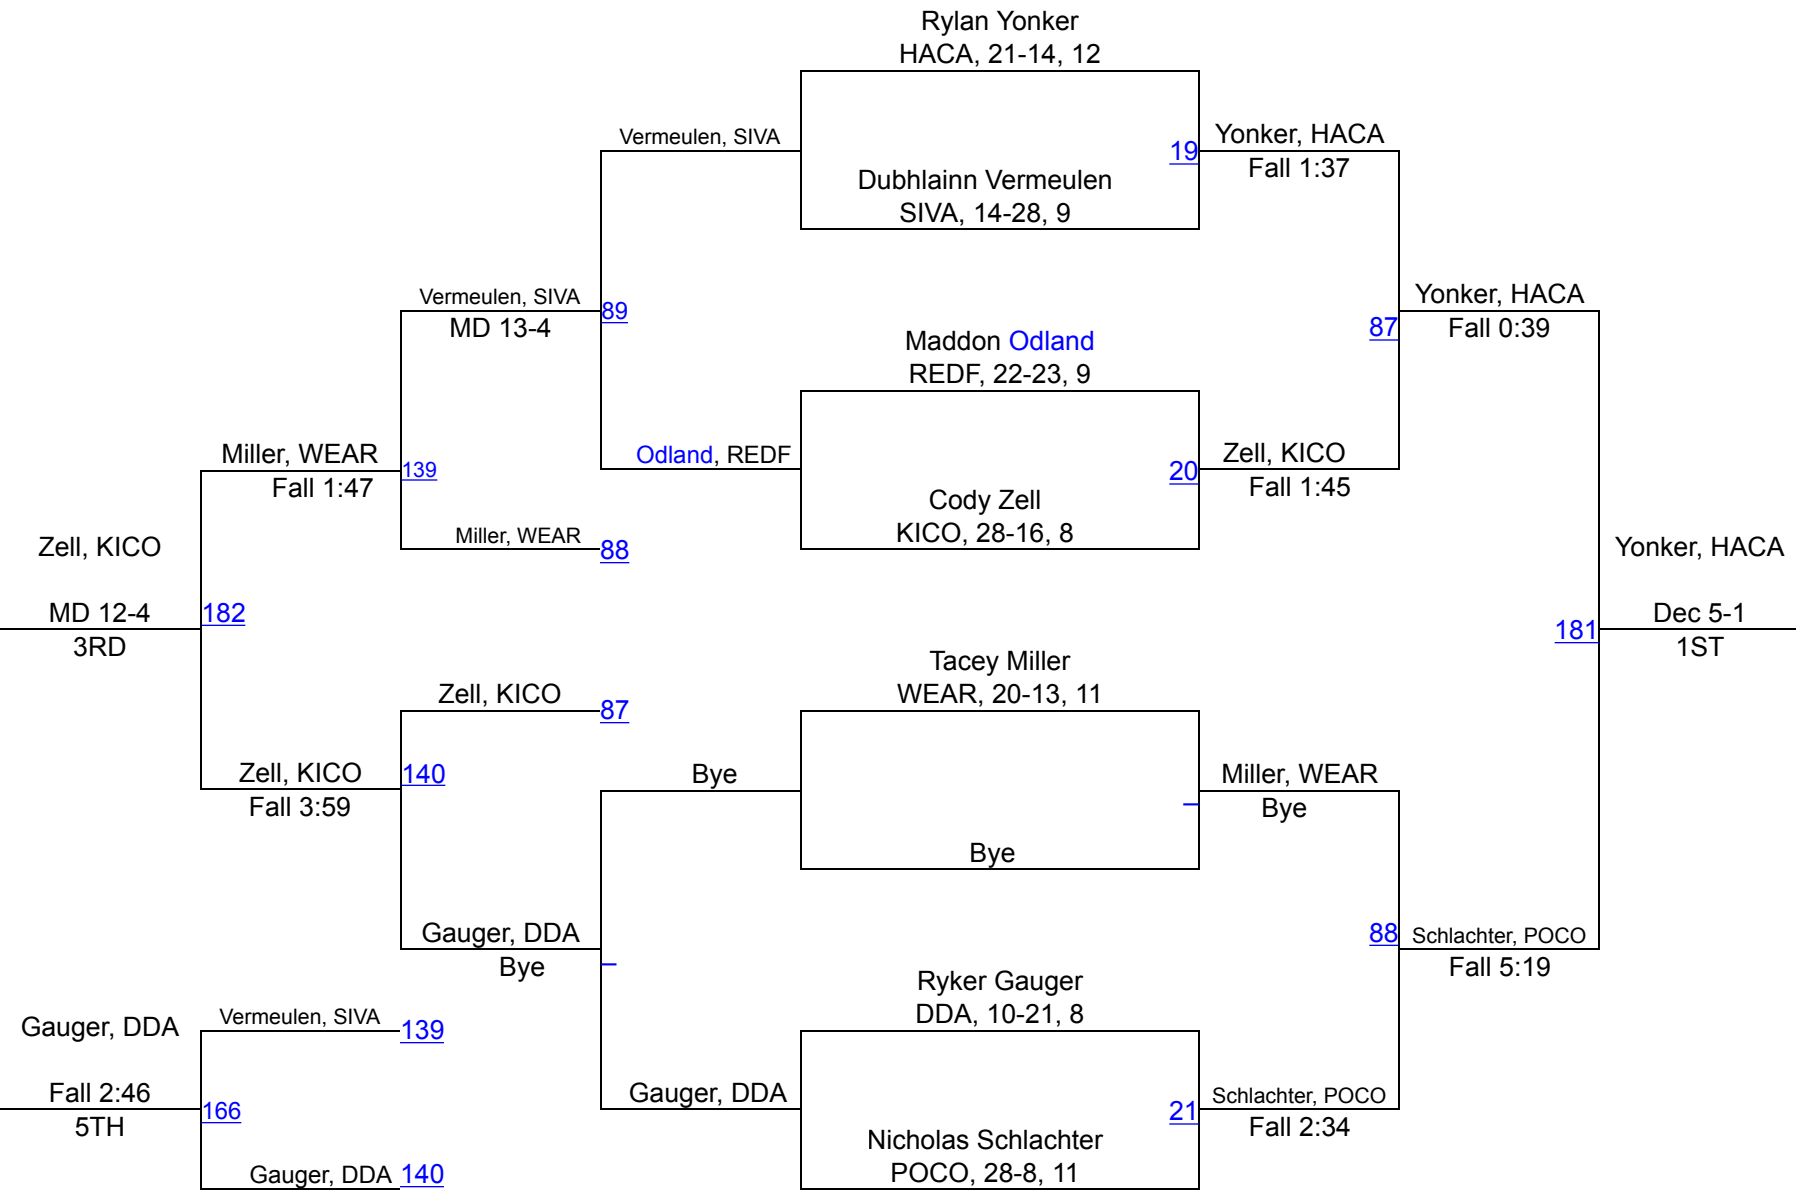 Rylan Yonker
HACA, 21-14, 12
Vermeulen, SIVA
19
Yonker, HACA
Fall 1:37
Dubhlainn Vermeulen
SIVA, 14-28, 9
Vermeulen, SIVA
MD 13-4
89
Yonker, HACA
Fall 0:39
87
Maddon Odland
REDF, 22-23, 9
Miller, WEAR
Fall 1:47
139
Odland, REDF
20
Zell, KICO
Fall 1:45
Cody Zell
KICO, 28-16, 8
Miller, WEAR
88
Zell, KICO
MD 12-4
3RD
182
Yonker, HACA
181
Dec 5-1
1ST
Tacey Miller
WEAR, 20-13, 11
Zell, KICO
87
Zell, KICO
Fall 3:59
140
Bye
Miller, WEAR
Bye
Bye
Gauger, DDA
Bye
88
Schlachter, POCO
Fall 5:19
Ryker Gauger
DDA, 10-21, 8
Gauger, DDA
Vermeulen, SIVA
139
Fall 2:46
5TH
166
Gauger, DDA
21
Schlachter, POCO
Fall 2:34
Nicholas Schlachter
POCO, 28-8, 11
Gauger, DDA
140